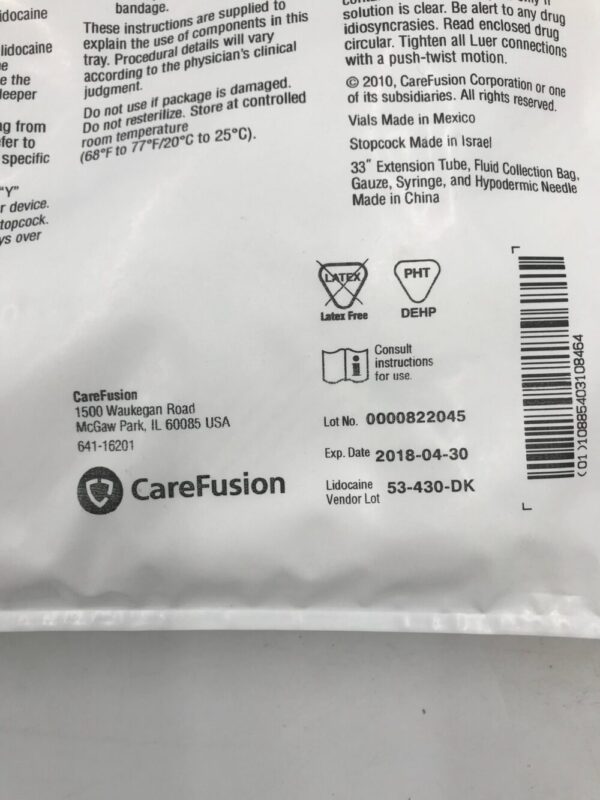 idocaine
lidocaine
e the
leeper
ng from
fer to
specific
"Y"
r device.
topcock.
ys over
bandage.
These instructions are supplied to
explain the use of components in this
tray. Procedural details will vary
according to the physician's clinical
judgment.
Do not use if package is damaged.
Do not resterilize. Store at controlled
room temperature
(68°F to 77°F/20°C to 25°C).
solution is clear. Be alert to any drug
idiosyncrasies. Read enclosed drug
circular. Tighten all Luer connections
with a push-twist motion.
© 2010, CareFusion Corporation or one
of its subsidiaries. All rights reserved.
Vials Made in Mexico
Stopcock Made in Israel
33" Extension Tube, Fluid Collection Bag,
Gauze, Syringe, and Hypodermic Needle
Made in China
LATEX
Latex Free
PHT
DEHP
i
Consult
instructions
for use.
CareFusion
1500 Waukegan Road
McGaw Park, IL 60085 USA
641-16201
CareFusion
Lot No. 0000822045
Exp. Date 2018-04-30
Lidocaine 53-430-DK
Vendor Lot
(01)10885403108464